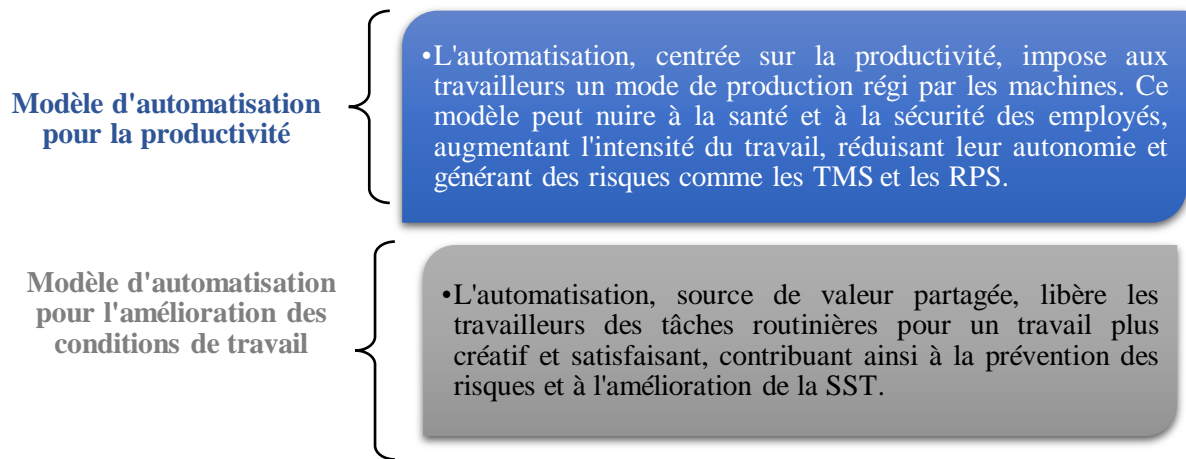 Modèle d'automatisation
pour la productivité
•L'automatisation, centrée sur la productivité, impose aux
travailleurs un mode de production régi par les machines. Ce
modèle peut nuire à la santé et à la sécurité des employés,
augmentant l'intensité du travail, réduisant leur autonomie et
générant des risques comme les TMS et les RPS.
Modèle d'automatisation
pour l'amélioration des
conditions de travail
•L'automatisation, source de valeur partagée, libère les
travailleurs des tâches routinières pour un travail plus
créatif et satisfaisant, contribuant ainsi à la prévention des
risques et à l'amélioration de la SST.